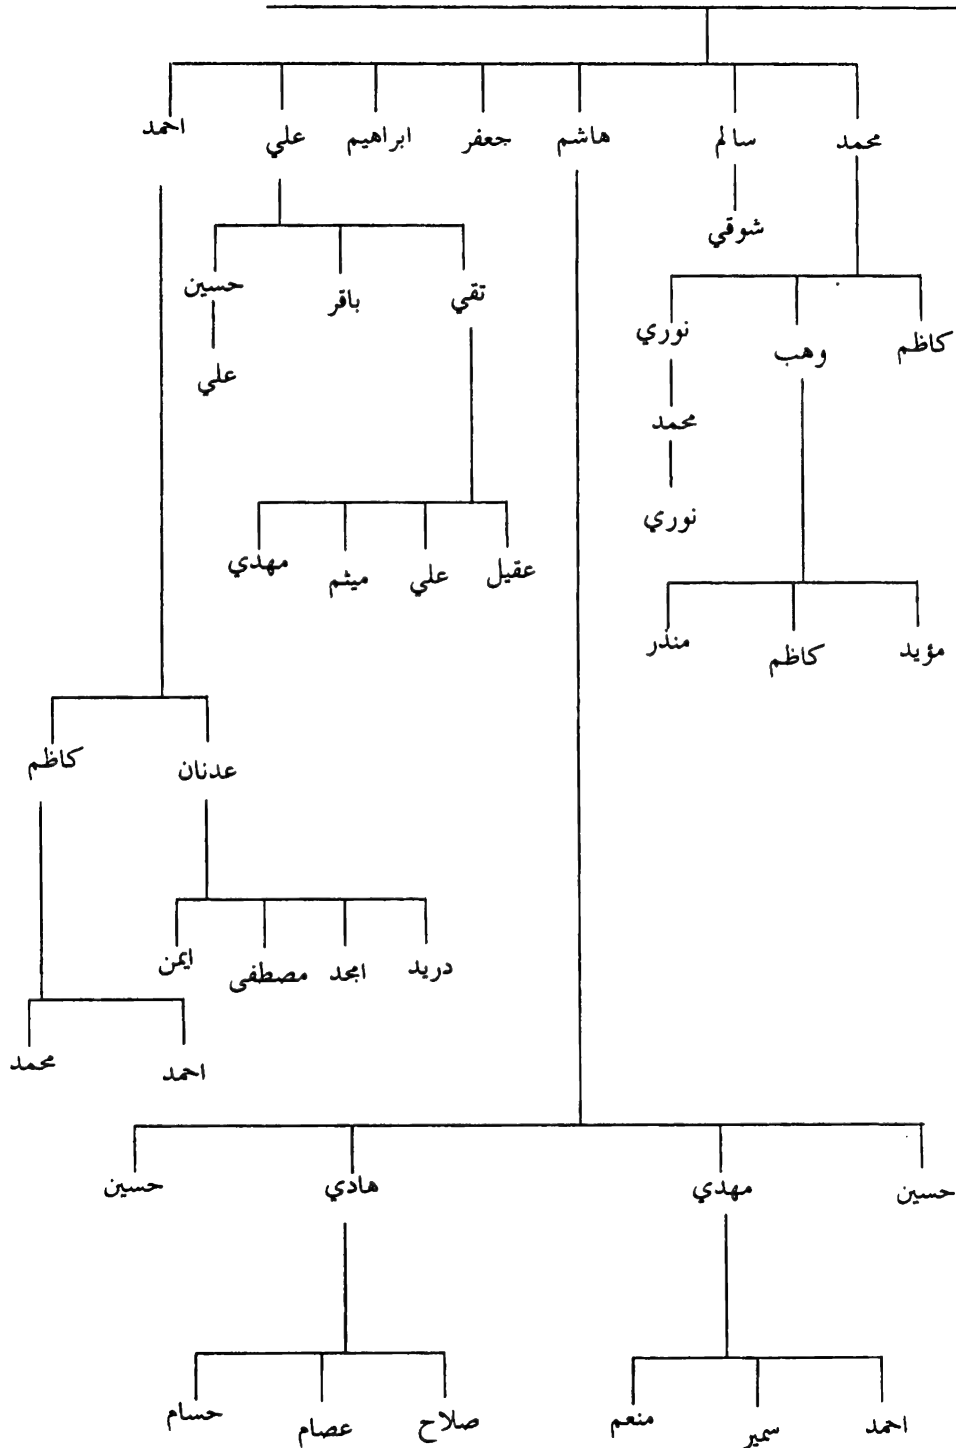 محمد سالم هاشم جعفر ابراهيم علي احمد
شوقي
تقي باقر حسين
كاظم وهب نوري
علي
محمد
نوري
عقيل علي ميثم مهدي
مؤيد كاظم منذر
عدنان كاظم
دريد امجد مصطفى ايمن
احمد محمد
حسين مهدي هادي حسين
احمد سمير منعم صلاح عصام حسام